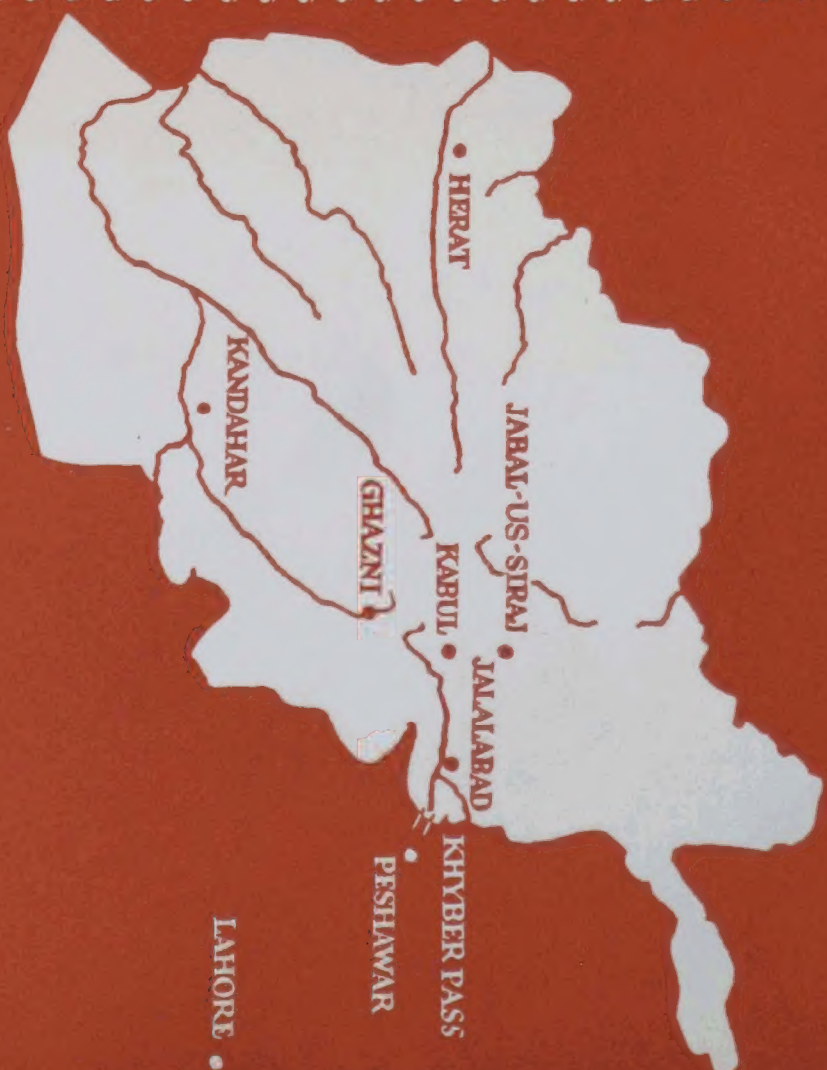 HERAT
JABAL-US-SIRAJ
KABUL
JALALABAD
KHYBER PASS
GHAZNI
PESHAWAR
KANDAHAR
LAHORE